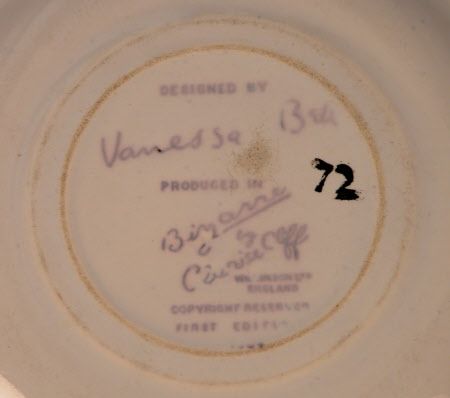 DESIGNED BY
Vanessa Bell
72
PRODUCED IN
Bizarre
by
Clarice Cliff
ENGLAND
COPYRIGHT RESERVED
FIRST EDITION